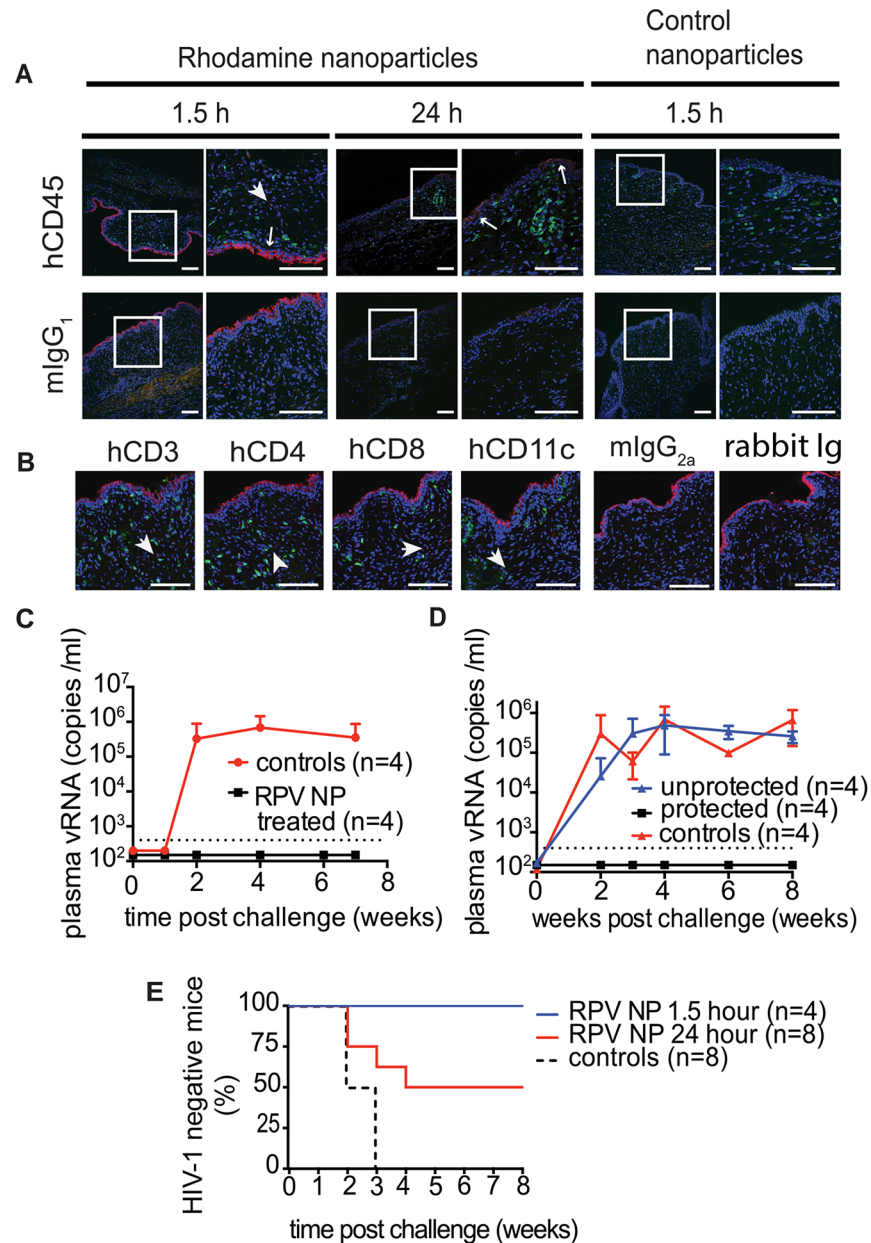 Rhodamine nanoparticles
Control
nanoparticles
A
1.5 h
24 h
1.5 h
hCD45
mIgG1
B
hCD3
hCD4
hCD8
hCD11c
mIgG2a
rabbit Ig
C
plasma vRNA (copies /ml)
10^7
10^6
10^5
10^4
10^3
10^2
controls (n=4)
RPV NP
treated (n=4)
0 2 4 6 8
time post challenge (weeks)
D
plasma vRNA (copies /ml)
10^6
10^5
10^4
10^3
10^2
unprotected (n=4)
protected (n=4)
controls (n=4)
0 2 4 6 8
weeks post challenge (weeks)
E
HIV-1 negative mice
(%)
100
75
50
25
0
RPV NP 1.5 hour (n=4)
RPV NP 24 hour (n=8)
controls (n=8)
0 1 2 3 4 5 6 7 8
time post challenge (weeks)